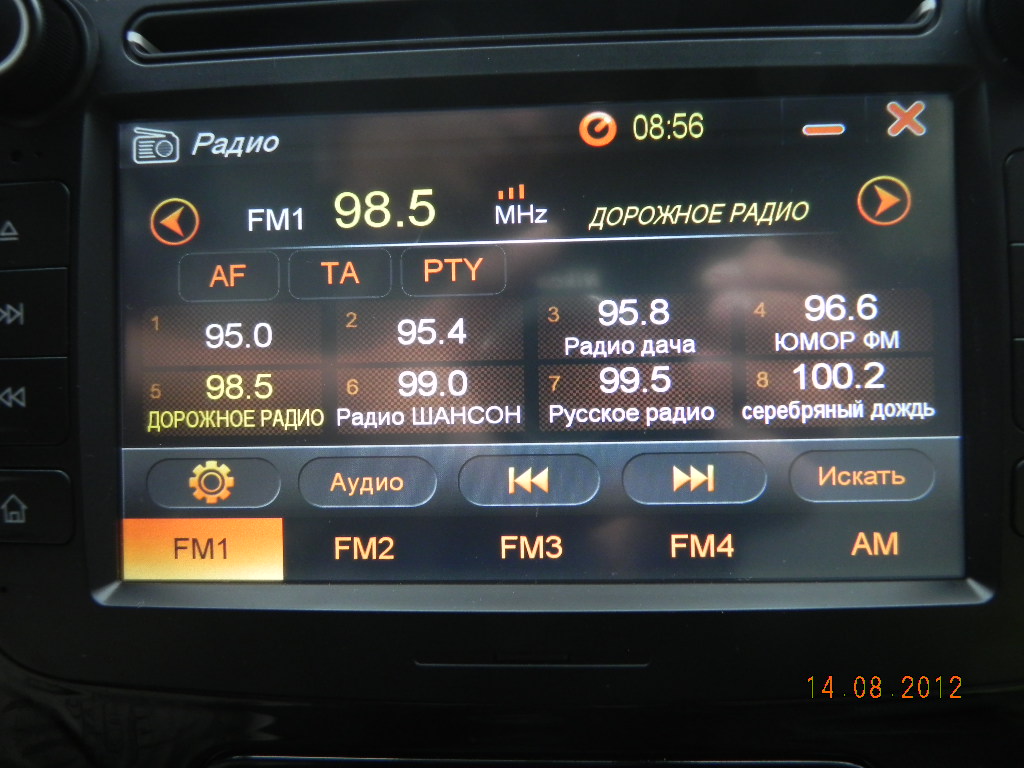 Радио 08:56
FM1 98.5 MHz ДОРОЖНОЕ РАДИО
AF TA PTY
1 95.0 2 95.4 3 95.8 4 96.6
Радио дача ЮМОР ФМ
5 98.5 6 99.0 7 99.5 8 100.2
ДОРОЖНОЕ РАДИО Радио ШАНСОН Русское радио серебряный дождь
Аудио Искать
FM1 FM2 FM3 FM4 AM
14.08.2012